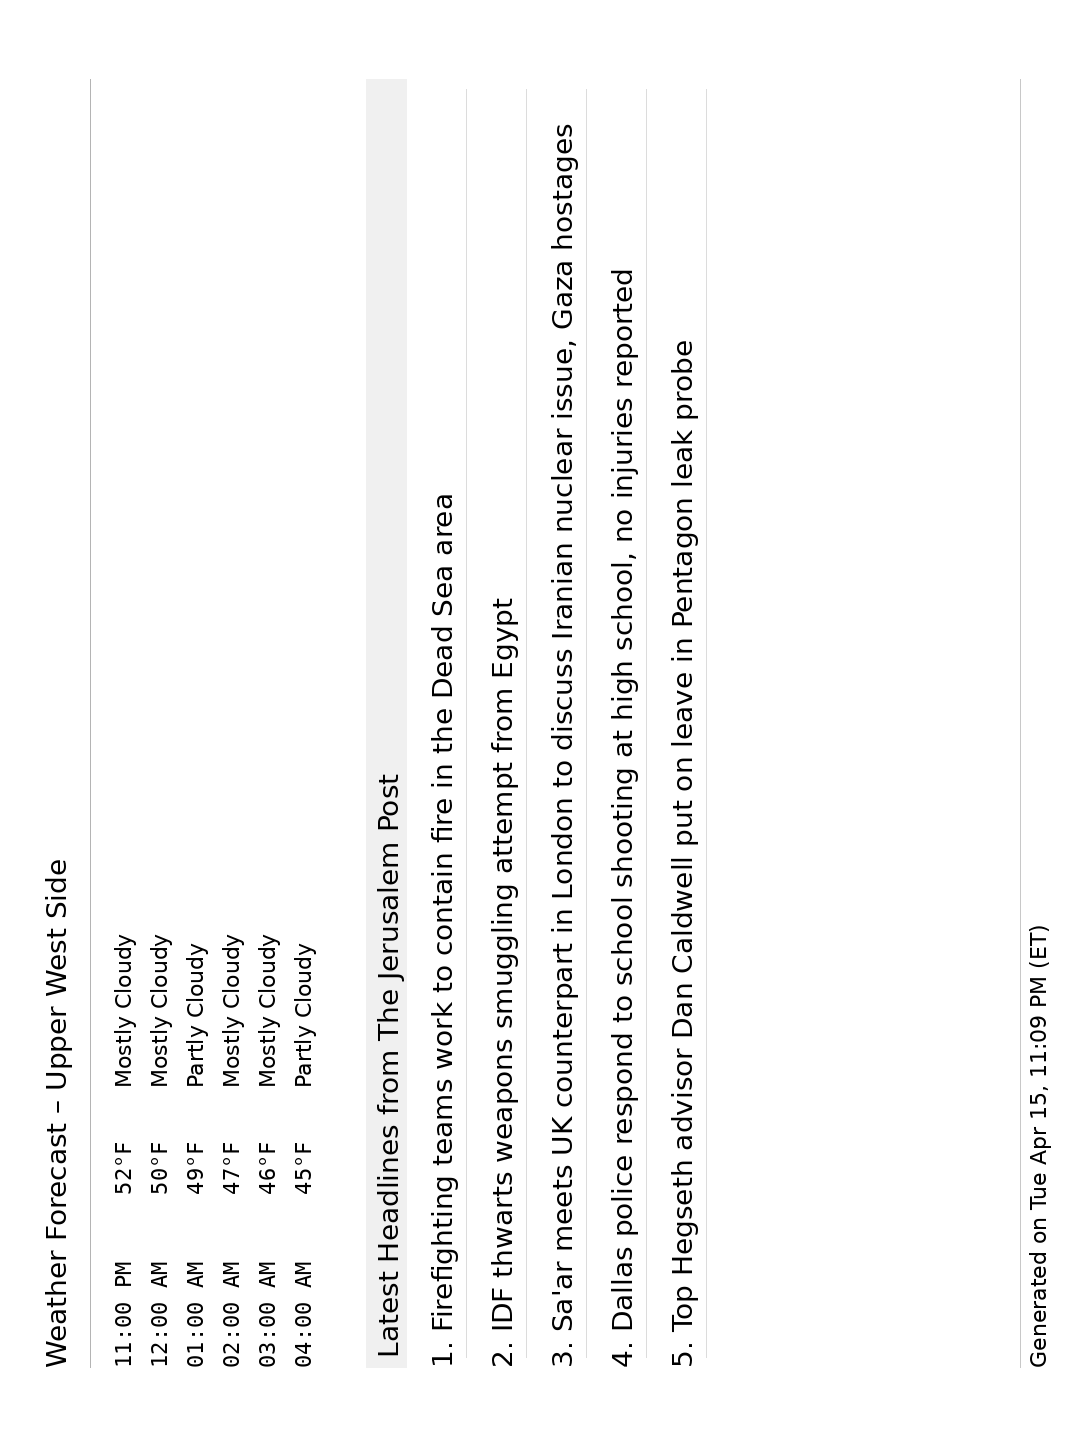 Weather Forecast – Upper West Side
11:00 PM 52°F Mostly Cloudy
12:00 AM 50°F Mostly Cloudy
01:00 AM 49°F Partly Cloudy
02:00 AM 47°F Mostly Cloudy
03:00 AM 46°F Mostly Cloudy
04:00 AM 45°F Partly Cloudy
Latest Headlines from The Jerusalem Post
1. Firefighting teams work to contain fire in the Dead Sea area
2. IDF thwarts weapons smuggling attempt from Egypt
3. Sa'ar meets UK counterpart in London to discuss Iranian nuclear issue, Gaza hostages
4. Dallas police respond to school shooting at high school, no injuries reported
5. Top Hegseth advisor Dan Caldwell put on leave in Pentagon leak probe
Generated on Tue Apr 15, 11:09 PM (ET)